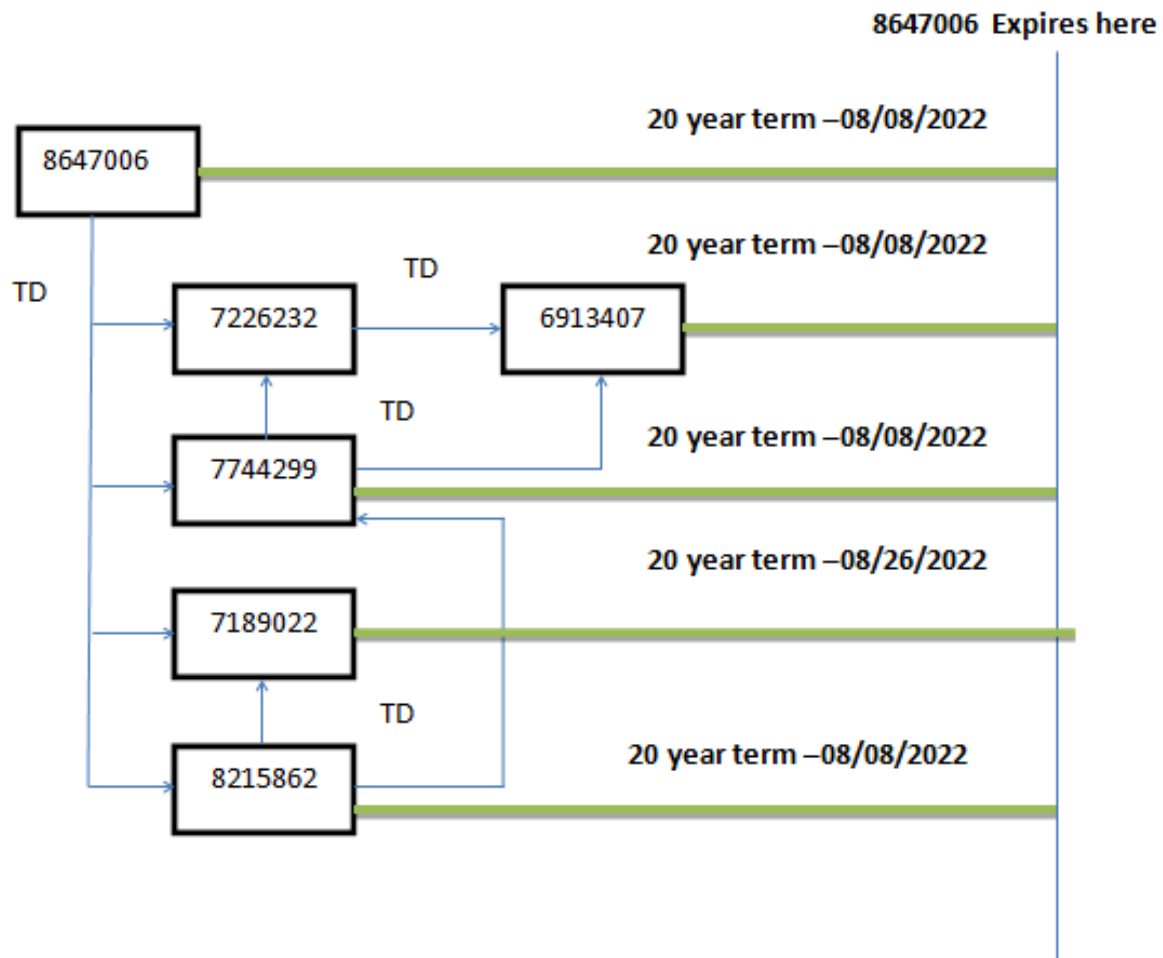 8647006 Expires here
20 year term –08/08/2022
8647006
20 year term –08/08/2022
TD
TD
7226232
6913407
TD
20 year term –08/08/2022
7744299
20 year term –08/26/2022
7189022
TD
20 year term –08/08/2022
8215862